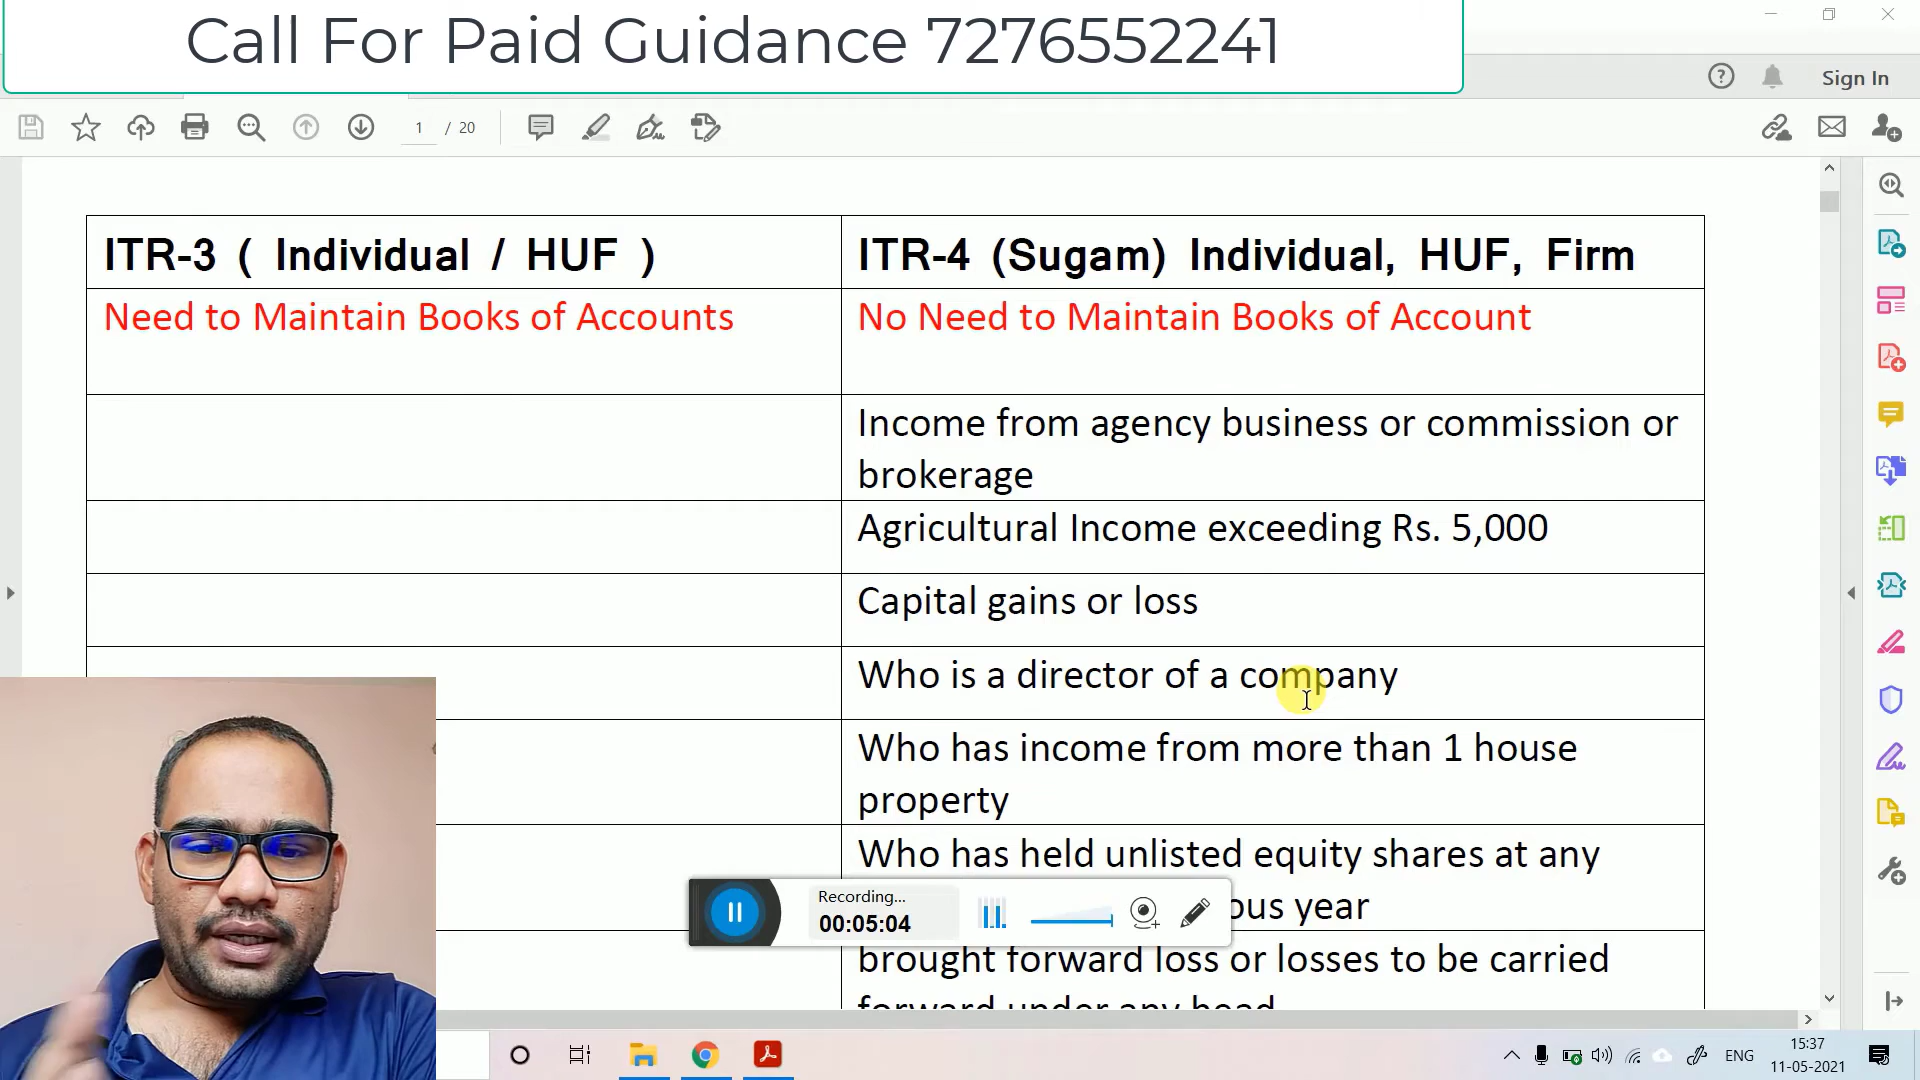 Call For Paid Guidance 7276552241
Sign In
1 / 20
ITR-3 ( Individual / HUF )
ITR-4 (Sugam) Individual, HUF, Firm
Need to Maintain Books of Accounts
No Need to Maintain Books of Account
Income from agency business or commission or
brokerage
Agricultural Income exceeding Rs. 5,000
Capital gains or loss
Who is a director of a company
Who has income from more than 1 house
property
Who has held unlisted equity shares at any
year
brought forward loss or losses to be carried
forward under any head
Recording...
00:05:04
ENG
15:37
11-05-2021